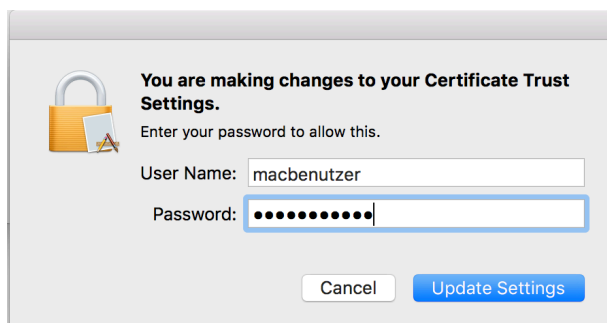 You are making changes to your Certificate Trust
Settings.
Enter your password to allow this.
User Name: macbenutzer
Password: ●●●●●●●●●●●
Cancel Update Settings